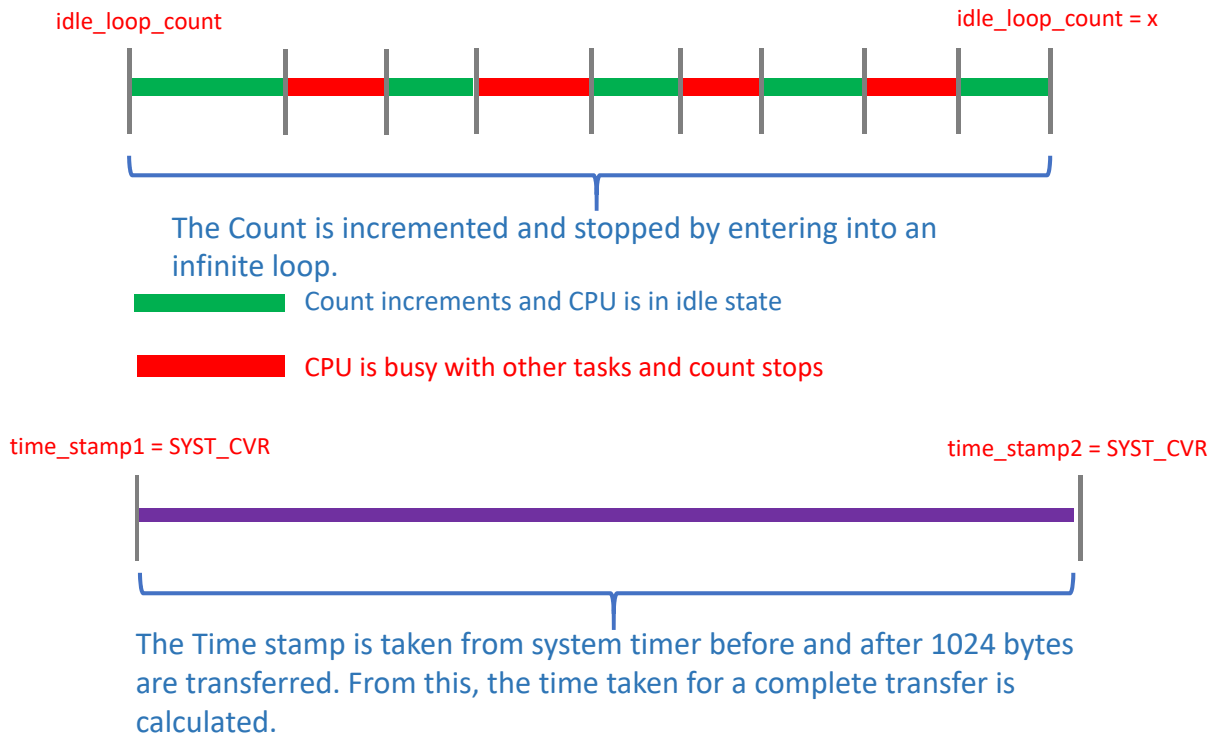 idle_loop_count
idle_loop_count = x
The Count is incremented and stopped by entering into an
infinite loop.
Count increments and CPU is in idle state
CPU is busy with other tasks and count stops
time_stamp1 = SYST_CVR
time_stamp2 = SYST_CVR
The Time stamp is taken from system timer before and after 1024 bytes
are transferred. From this, the time taken for a complete transfer is
calculated.